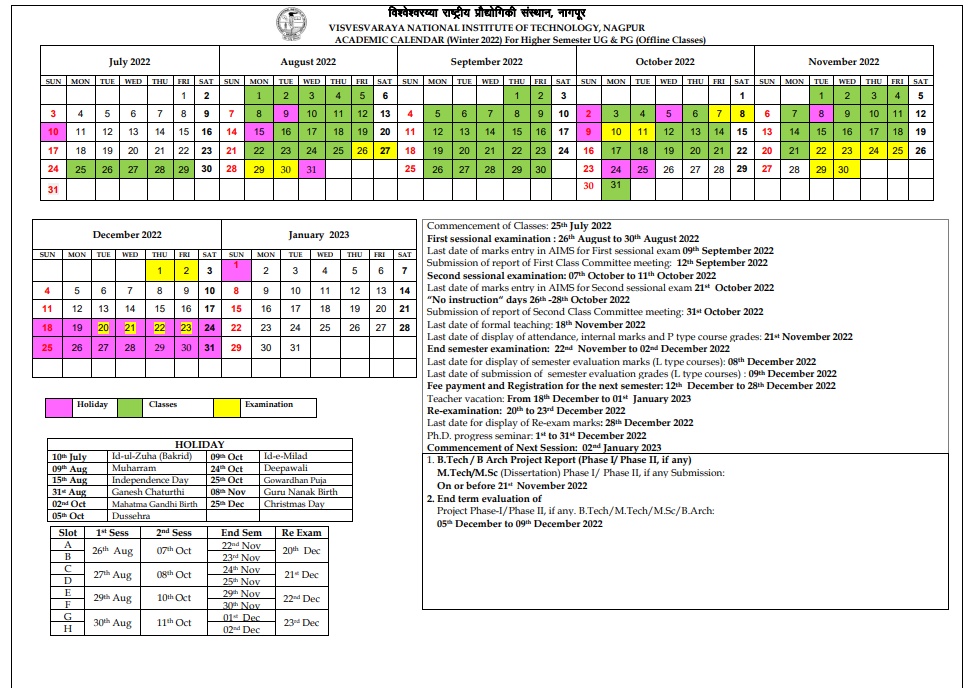 विश्वेश्वरय्या राष्ट्रीय प्रौद्योगिकी संस्थान, नागपूर
VISVESVARAYA NATIONAL INSTITUTE OF TECHNOLOGY, NAGPUR
ACADEMIC CALENDAR (Winter 2022) For Higher Semester UG & PG (Offline Classes)
July 2022 August 2022 September 2022 October 2022 November 2022
SUN MON TUE WED THU FRI SAT SUN MON TUE WED THU FRI SAT SUN MON TUE WED THU FRI SAT SUN MON TUE WED THU FRI SAT SUN MON TUE WED THU FRI SAT
1 2 1 2 3 4 5 6 1 2 3 1 1 2 3 4 5
3 4 5 6 7 8 9 7 8 9 10 11 12 13 4 5 6 7 8 9 10 2 3 4 5 6 7 8 6 7 8 9 10 11 12
10 11 12 13 14 15 16 14 15 16 17 18 19 20 11 12 13 14 15 16 17 9 10 11 12 13 14 15 13 14 15 16 17 18 19
17 18 19 20 21 22 23 21 22 23 24 25 26 27 18 19 20 21 22 23 24 16 17 18 19 20 21 22 20 21 22 23 24 25 26
24 25 26 27 28 29 30 28 29 30 31 25 26 27 28 29 30 23 24 25 26 27 28 29 27 28 29 30
31 30 31
December 2022 January 2023
SUN MON TUE WED THU FRI SAT SUN MON TUE WED THU FRI SAT
1 2 3 1 2 3 4 5 6 7
4 5 6 7 8 9 10 8 9 10 11 12 13 14
11 12 13 14 15 16 17 15 16 17 18 19 20 21
18 19 20 21 22 23 24 22 23 24 25 26 27 28
25 26 27 28 29 30 31 29 30 31
Holiday Classes Examination
HOLIDAY
10th July Id-ul-Zuha (Bakrid) 09th Oct Id-e-Milad
09th Aug Muharram 24th Oct Deepawali
15th Aug Independence Day 25th Oct Gowardhan Puja
31st Aug Ganesh Chaturthi 08th Nov Guru Nanak Birth
02nd Oct Mahatma Gandhi Birth 25th Dec Christmas Day
05th Oct Dussehra
Slot 1st Sess 2nd Sess End Sem Re Exam
A 26th Aug 07th Oct 22nd Nov 20th Dec
B 23rd Nov
C 27th Aug 08th Oct 24th Nov 21st Dec
D 25th Nov
E 29th Aug 10th Oct 29th Nov 22nd Dec
F 30th Nov
G 30th Aug 11th Oct 01st Dec 23rd Dec
H 02nd Dec
Commencement of Classes: 25th July 2022
First sessional examination : 26th August to 30th August 2022
Last date of marks entry in AIMS for First sessional exam 09th September 2022
Submission of report of First Class Committee meeting: 12th September 2022
Second sessional examination: 07th October to 11th October 2022
Last date of marks entry in AIMS for Second sessional exam 21st October 2022
“No instruction“ days 26th -28th October 2022
Submission of report of Second Class Committee meeting: 31st October 2022
Last date of formal teaching: 18th November 2022
Last date of display of attendance, internal marks and P type course grades: 21st November 2022
End semester examination: 22nd November to 02nd December 2022
Last date for display of semester evaluation marks (L type courses): 08th December 2022
Last date of submission of semester evaluation grades (L type courses) : 09th December 2022
Fee payment and Registration for the next semester: 12th December to 28th December 2022
Teacher vacation: From 18th December to 01st January 2023
Re-examination: 20th to 23rd December 2022
Last date for display of Re-exam marks: 28th December 2022
Ph.D. progress seminar: 1st to 31st December 2022
Commencement of Next Session: 02nd January 2023
1. B.Tech / B Arch Project Report (Phase I/ Phase II, if any)
M.Tech/M.Sc (Dissertation) Phase I/ Phase II, if any Submission:
On or before 21st November 2022
2. End term evaluation of
Project Phase-I/Phase II, if any. B.Tech/M.Tech/M.Sc/B.Arch:
05th December to 09th December 2022